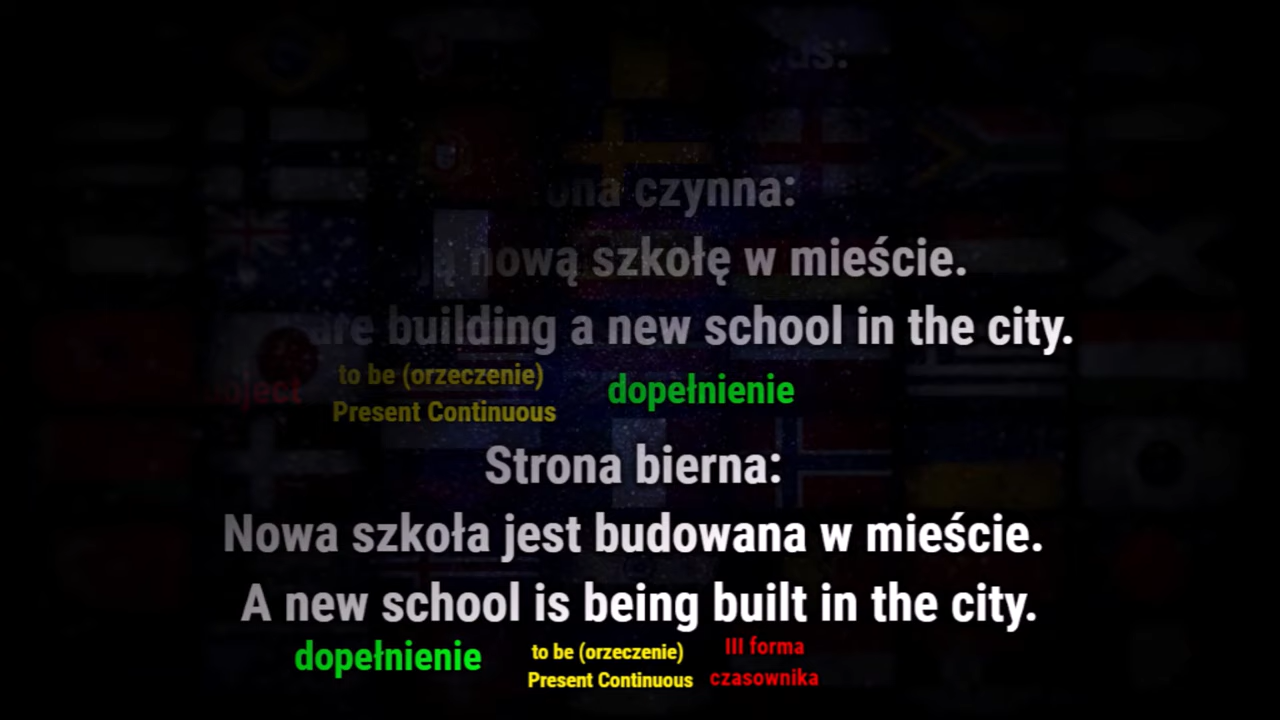 czynna:
nową szkołę w mieście.
are building a new school in the city.
to be (orzeczenie)
Present Continuous
dopełnienie
Strona bierna:
Nowa szkoła jest budowana w mieście.
A new school is being built in the city.
dopełnienie
to be (orzeczenie)
Present Continuous
III forma
czasownika